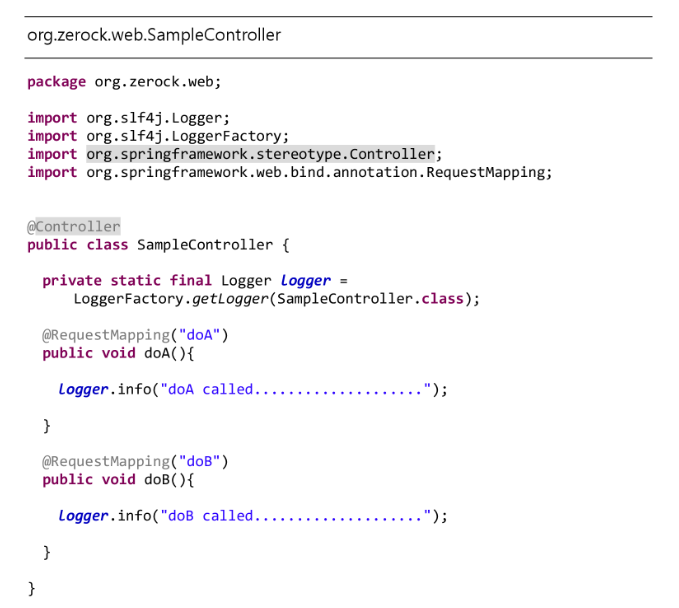 org.zerock.web.SampleController
package org.zerock.web;
import org.slf4j.Logger;
import org.slf4j.LoggerFactory;
import org.springframework.stereotype.Controller;
import org.springframework.web.bind.annotation.RequestMapping;
@Controller
public class SampleController {
private static final Logger logger =
LoggerFactory.getLogger(SampleController.class);
@RequestMapping("doA")
public void doA(){
logger.info("doA called....................");
}
@RequestMapping("doB")
public void doB(){
logger.info("doB called....................");
}
}